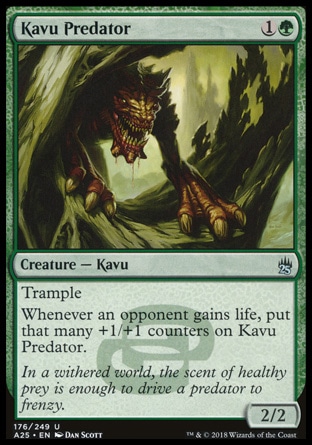 Kavu Predator 1
Creature — Kavu
Trample
Whenever an opponent gains life, put
that many +1/+1 counters on Kavu
Predator.
In a withered world, the scent of healthy
prey is enough to drive a predator to
frenzy.
2/2
176/249 U
A25 • EN Dan Scott
™ & © 2018 Wizards of the Coast
25